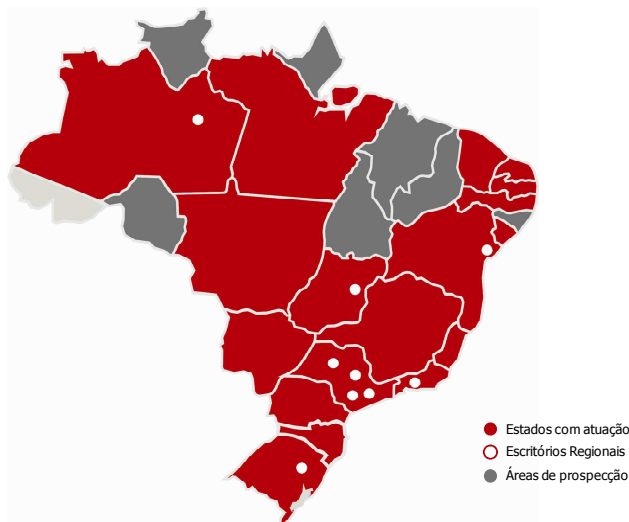 Estados com atuação
Escritórios Regionais
Áreas de prospecção